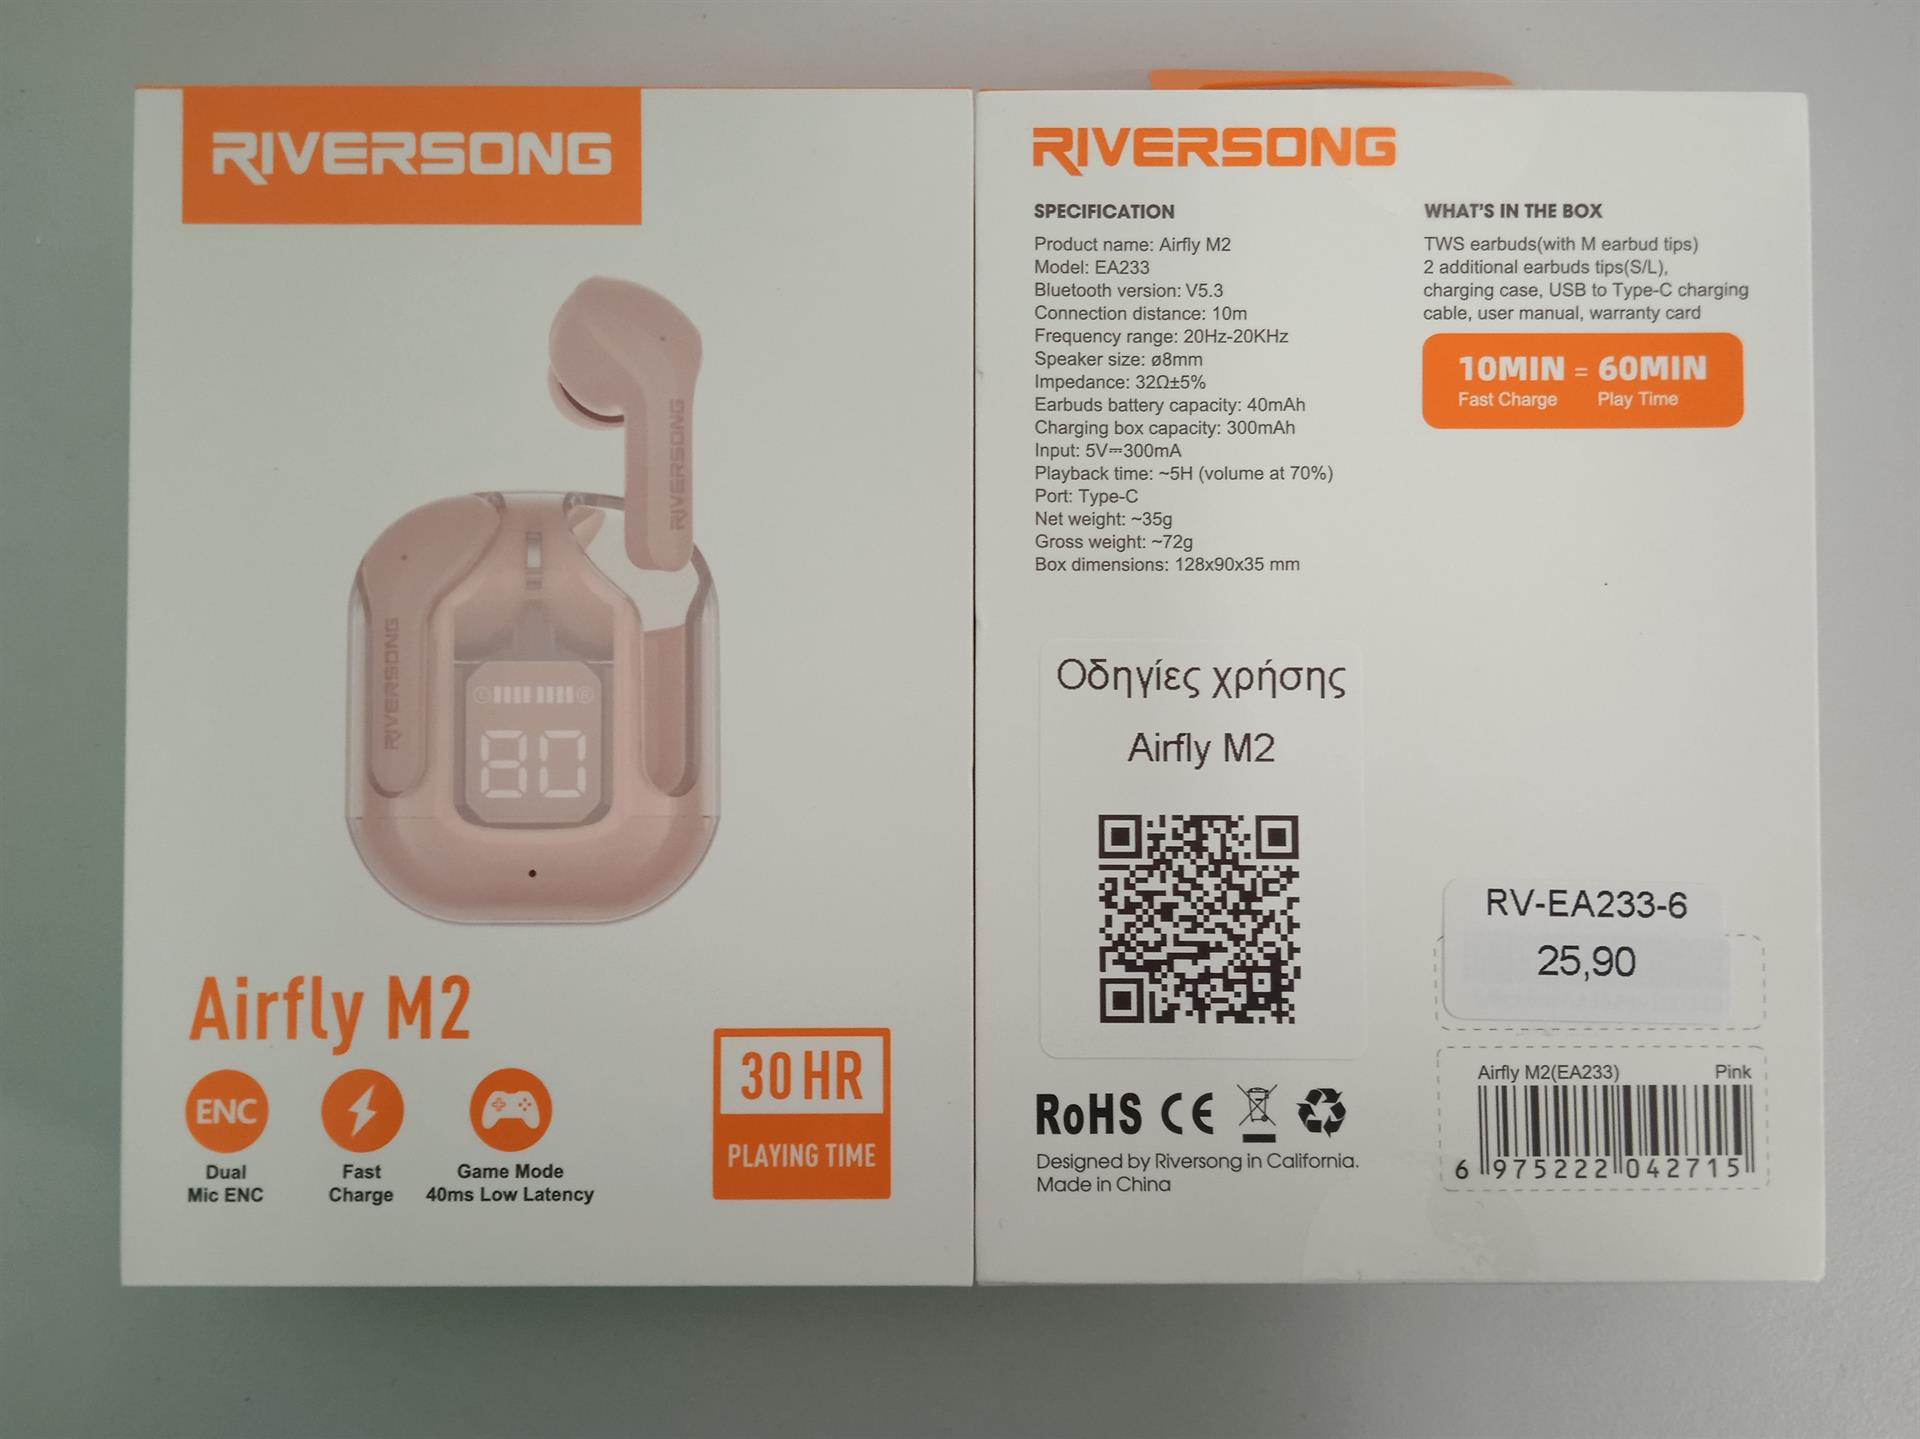 RIVERSONG
RIVERSONG
RIVERSONG
80
Airfly M2
ENC
Dual
Mic ENC
Fast
Charge
Game Mode
40ms Low Latency
30 HR
PLAYING TIME
RIVERSONG
SPECIFICATION
Product name: Airfly M2
Model: EA233
Bluetooth version: V5.3
Connection distance: 10m
Frequency range: 20Hz-20KHz
Speaker size: ø8mm
Impedance: 32Ω±5%
Earbuds battery capacity: 40mAh
Charging box capacity: 300mAh
Input: 5V⎓300mA
Playback time: ~5H (volume at 70%)
Port: Type-C
Net weight: ~35g
Gross weight: ~72g
Box dimensions: 128x90x35 mm
WHAT'S IN THE BOX
TWS earbuds(with M earbud tips)
2 additional earbuds tips(S/L),
charging case, USB to Type-C charging
cable, user manual, warranty card
10MIN = 60MIN
Fast Charge Play Time
Οδηγίες χρήσης
Airfly M2
RV-EA233-6
25,90
RoHS CE
Designed by Riversong in California.
Made in China
Airfly M2(EA233) Pink
6 975222 042715